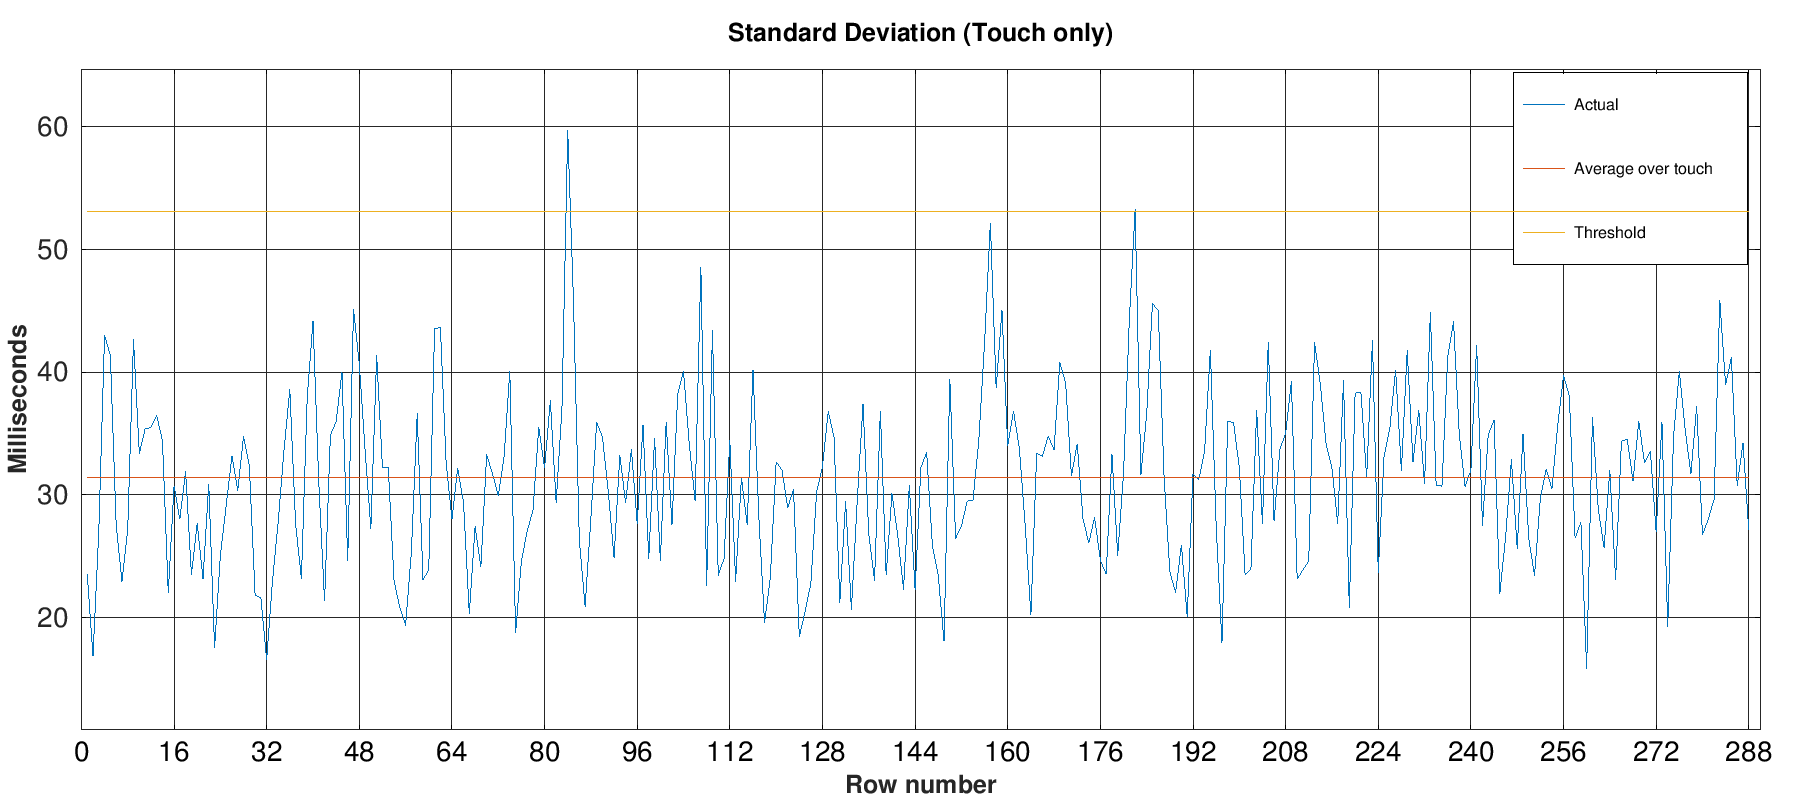 Standard Deviation (Touch only)
Milliseconds
60
50
40
30
20
Actual
Average over touch
Threshold
0 16 32 48 64 80 96 112 128 144 160 176 192 208 224 240 256 272 288
Row number